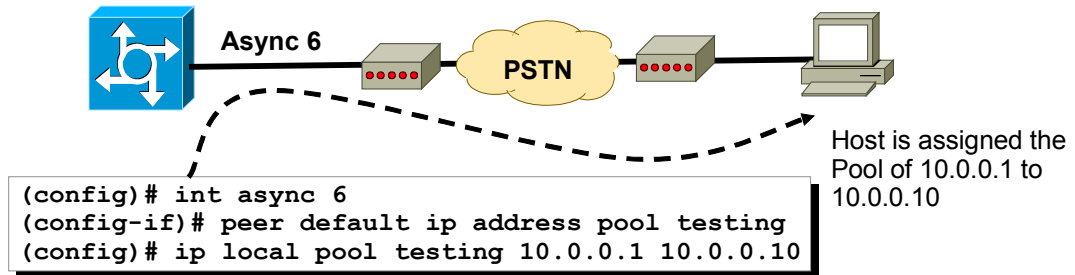 Async 6
PSTN
Host is assigned the
Pool of 10.0.0.1 to
10.0.0.10
(config)# int async 6
(config-if)# peer default ip address pool testing
(config)# ip local pool testing 10.0.0.1 10.0.0.10